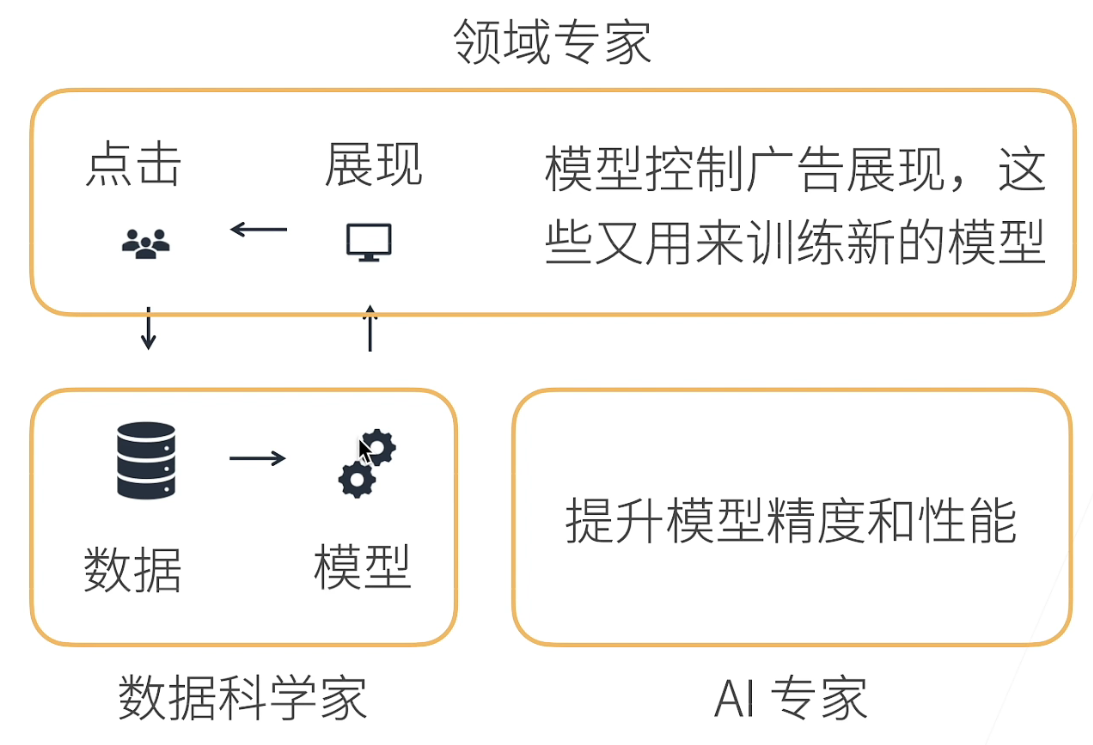 领域专家
点击
展现
模型控制广告展现，这
些又用来训练新的模型
数据
模型
提升模型精度和性能
数据科学家
AI 专家